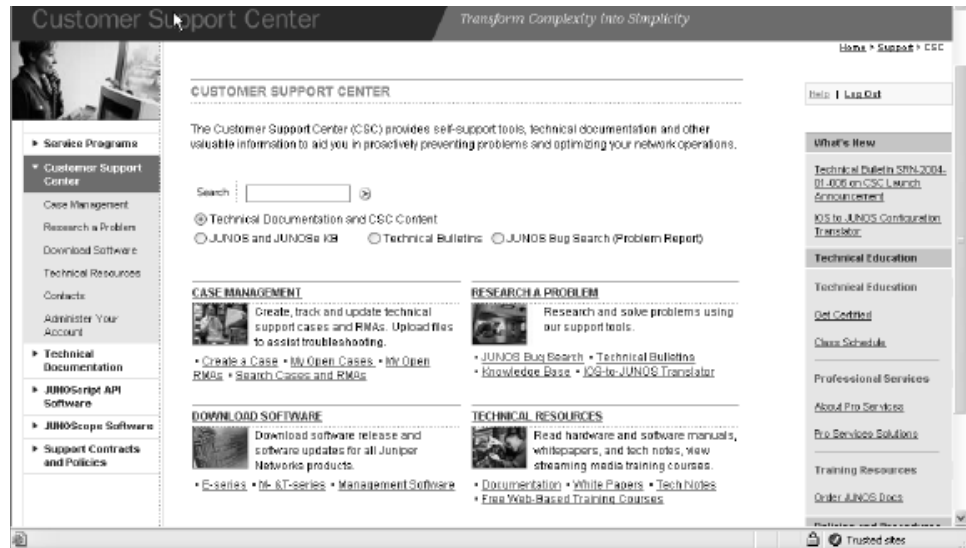 Customer Support Center
Transform Complexity Into Simplicity
Home > Support > CSC
CUSTOMER SUPPORT CENTER
Help | Log Out
The Customer Support Center (CSC) provides self-support tools, technical documentation and other
valuable information to aid you in proactively preventing problems and optimizing your network operations.
Service Programs
Customer Support
Center
Case Management
Research a Problem
Download Software
Technical Resources
Contacts
Administer Your
Account
Technical
Documentation
JUNOScript API
Software
JUNOScope Software
Support Contracts
and Policies
Search
Technical Documentation and CSC Content
JUNOS and JUNOSe KB Technical Bulletins JUNOS Bug Search (Problem Report)
CASE MANAGEMENT
Create, track and update technical
support cases and RMAs. Upload files
to assist troubleshooting.
• Create a Case • My Open Cases • My Open
RMAs • Search Cases and RMAs
RESEARCH A PROBLEM
Research and solve problems using
our support tools.
• JUNOS Bug Search • Technical Bulletins
• Knowledge Base • IOS-to-JUNOS Translator
DOWNLOAD SOFTWARE
Download software release and
software updates for all Juniper
Networks products.
• E-series • M- &T-series • Management Software
TECHNICAL RESOURCES
Read hardware and software manuals,
whitepapers, and tech notes, view
streaming media training courses.
• Documentation • White Papers • Tech Notes
• Free Web-Based Training Courses
What's New
Technical Bulletin SRN-2004-
01-006 on CSC Launch
Announcement
IOS to JUNOS Configuration
Translator
Technical Education
Technical Education
Get Certified
Class Schedule
Professional Services
About Pro Services
Pro Services Solutions
Training Resources
Order JUNOS Docs
Policies and Procedures
Trusted sites